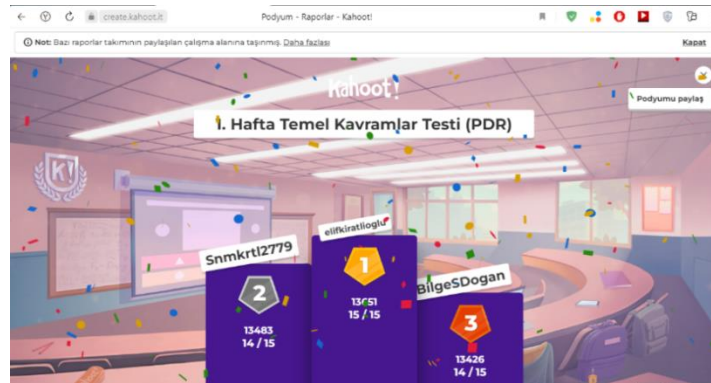 create.kahoot.it
Podyum - Raporlar - Kahoot!
Not: Bazı raporlar takımının paylaşılan çalışma alanına taşınmış. Daha fazlası
Kapat
Kahoot!
Podyumu paylaş
I. Hafta Temel Kavramlar Testi (PDR)
K!
elifkiratlioglu
Snmkrtl2779
BilgeSDogan
1
2
3
13651
15 / 15
13483
14 / 15
13426
14 / 15